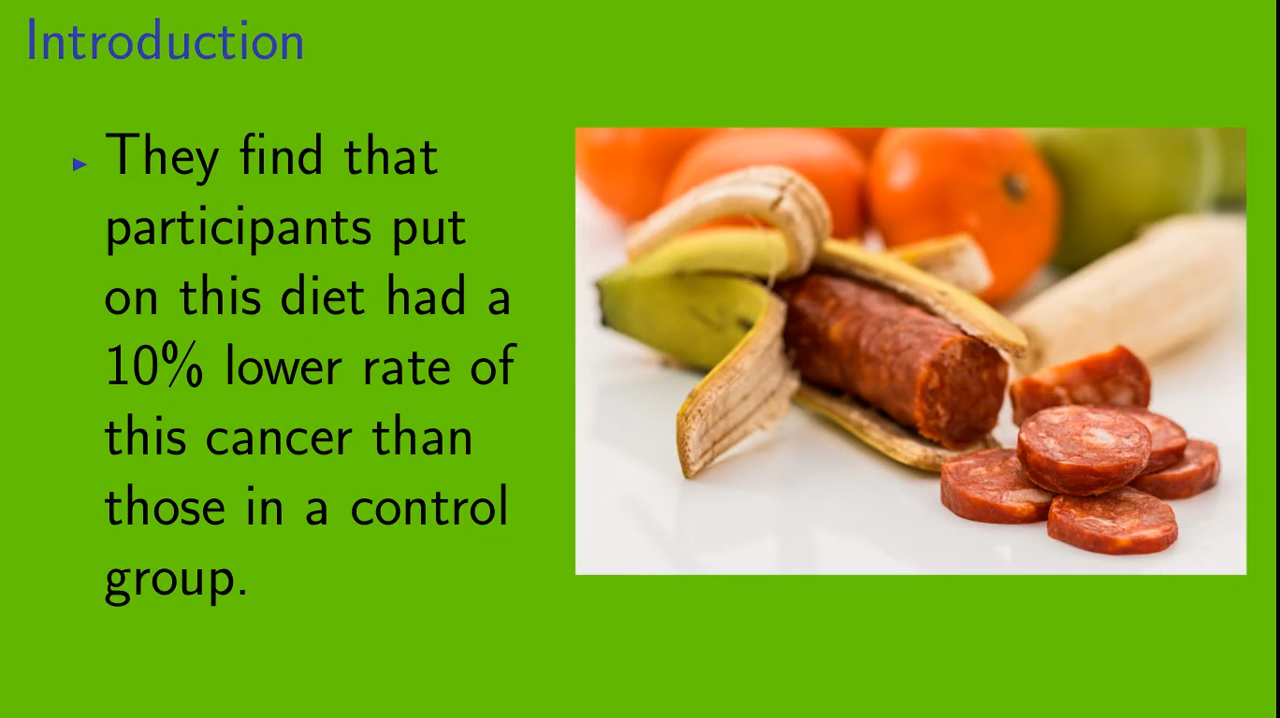 Introduction
▸ They find that
participants put
on this diet had a
10% lower rate of
this cancer than
those in a control
group.